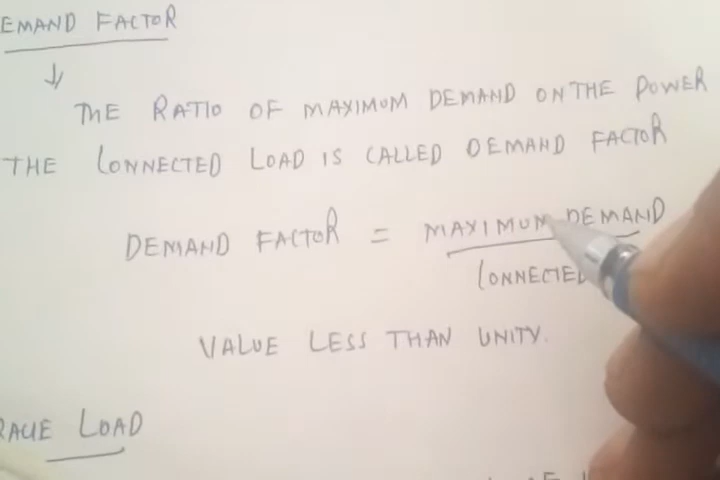 EMAND FACTOR
THE RATIO OF MAXIMUM DEMAND ON THE POWER
THE CONNECTED LOAD IS CALLED DEMAND FACTOR
DEMAND FACTOR = MAXIMUM DEMAND
CONNECTED
VALUE LESS THAN UNITY.
RAGE LOAD